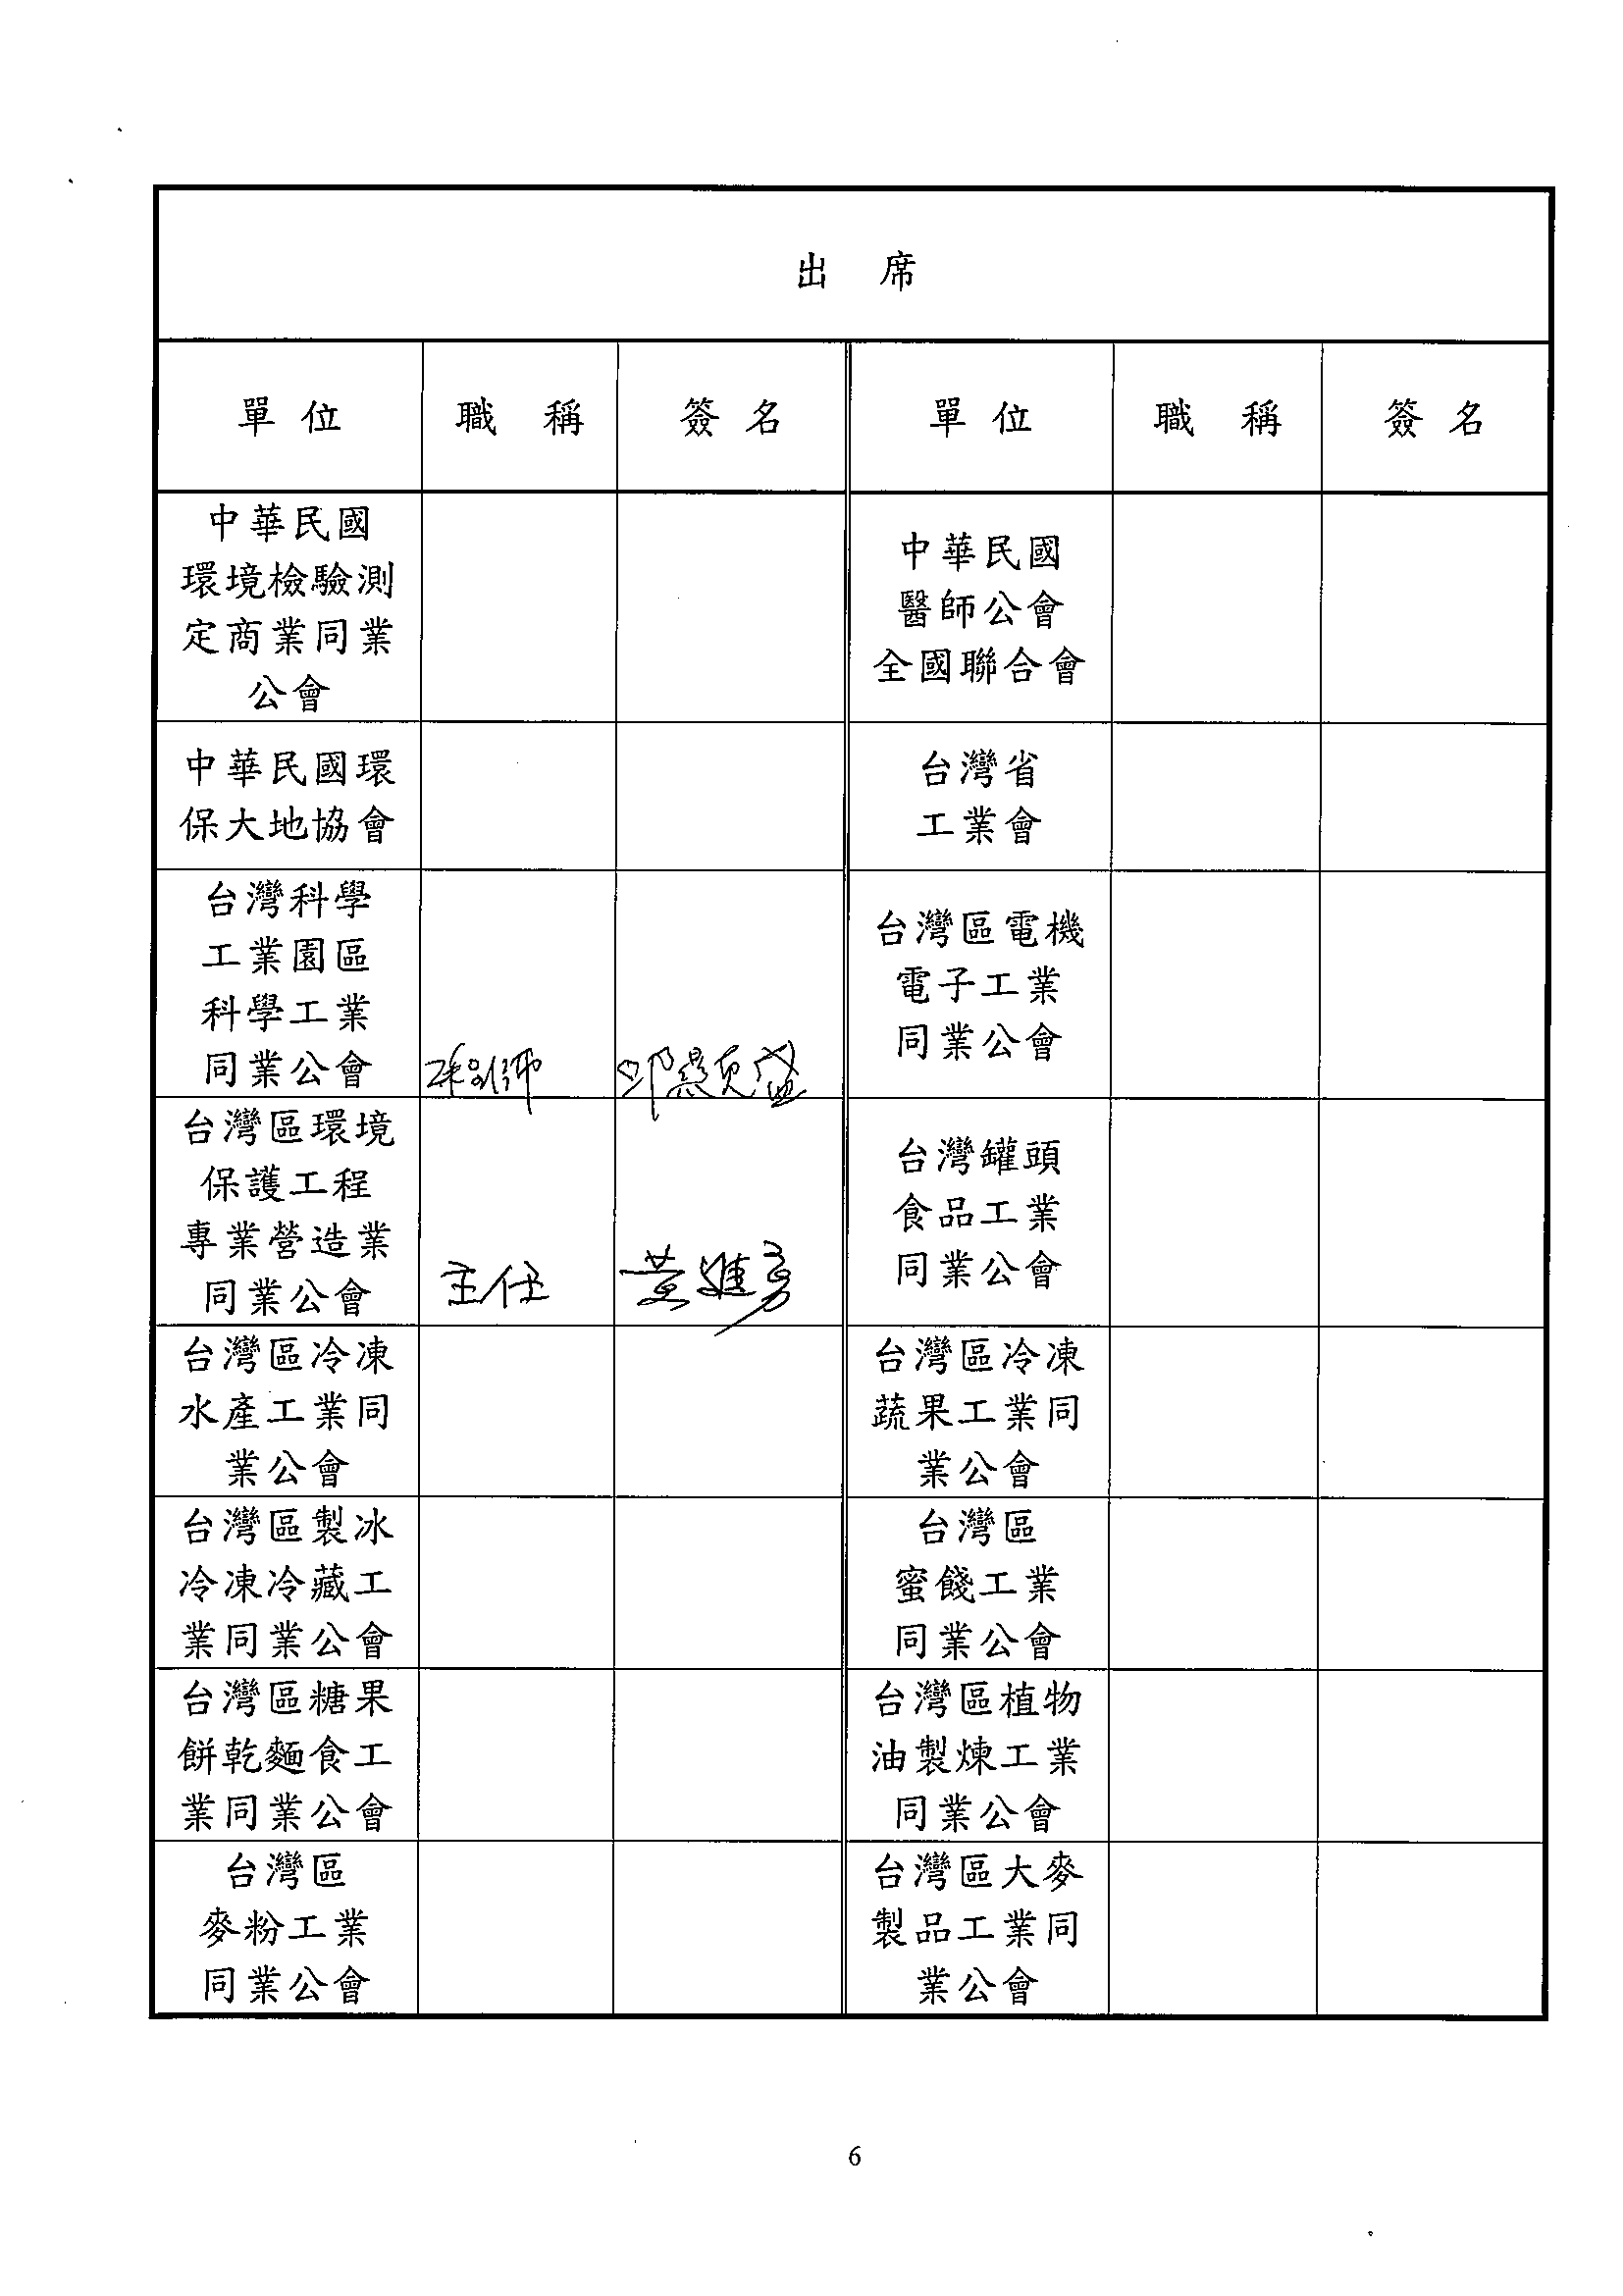 出 席
單位 職 稱 簽名 單位 職 稱 簽名
中華民國
環境檢驗測
定商業同業
公會
中華民國
醫師公會
全國聯合會
中華民國環
保大地協會
台灣省
工業會
台灣科學
工業園區
科學工業
同業公會
台灣區電機
電子工業
同業公會
台灣區環境
保護工程
專業營造業
同業公會
主任
黃進勇
台灣罐頭
食品工業
同業公會
台灣區冷凍
水產工業同
業公會
台灣區冷凍
蔬果工業同
業公會
台灣區製冰
冷凍冷藏工
業同業公會
台灣區
蜜餞工業
同業公會
台灣區糖果
餅乾麵食工
業同業公會
台灣區植物
油製煉工業
同業公會
台灣區
麥粉工業
同業公會
台灣區大麥
製品工業同
業公會
6